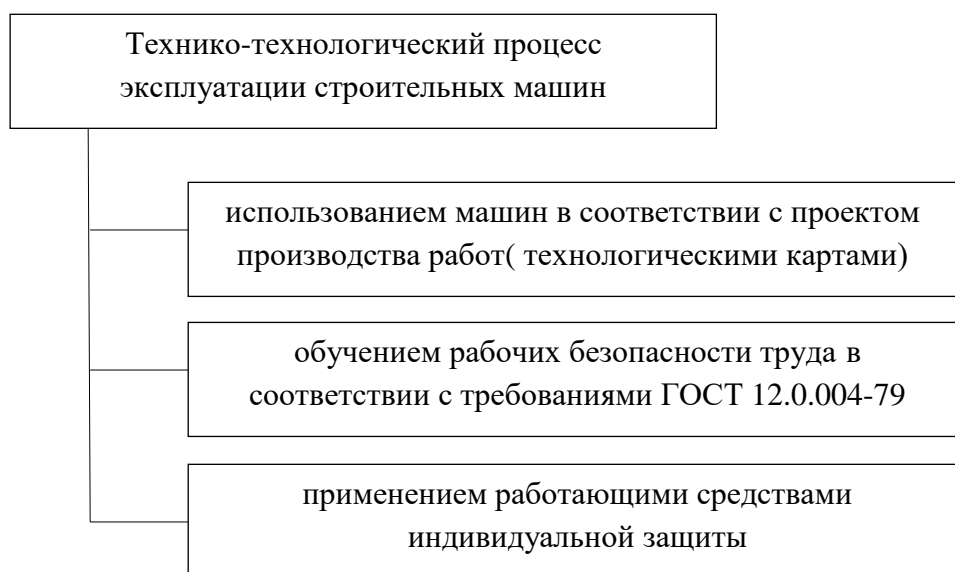 Технико-технологический процесс
эксплуатации строительных машин
использованием машин в соответствии с проектом
производства работ( технологическими картами)
обучением рабочих безопасности труда в
соответствии с требованиями ГОСТ 12.0.004-79
применением работающими средствами
индивидуальной защиты